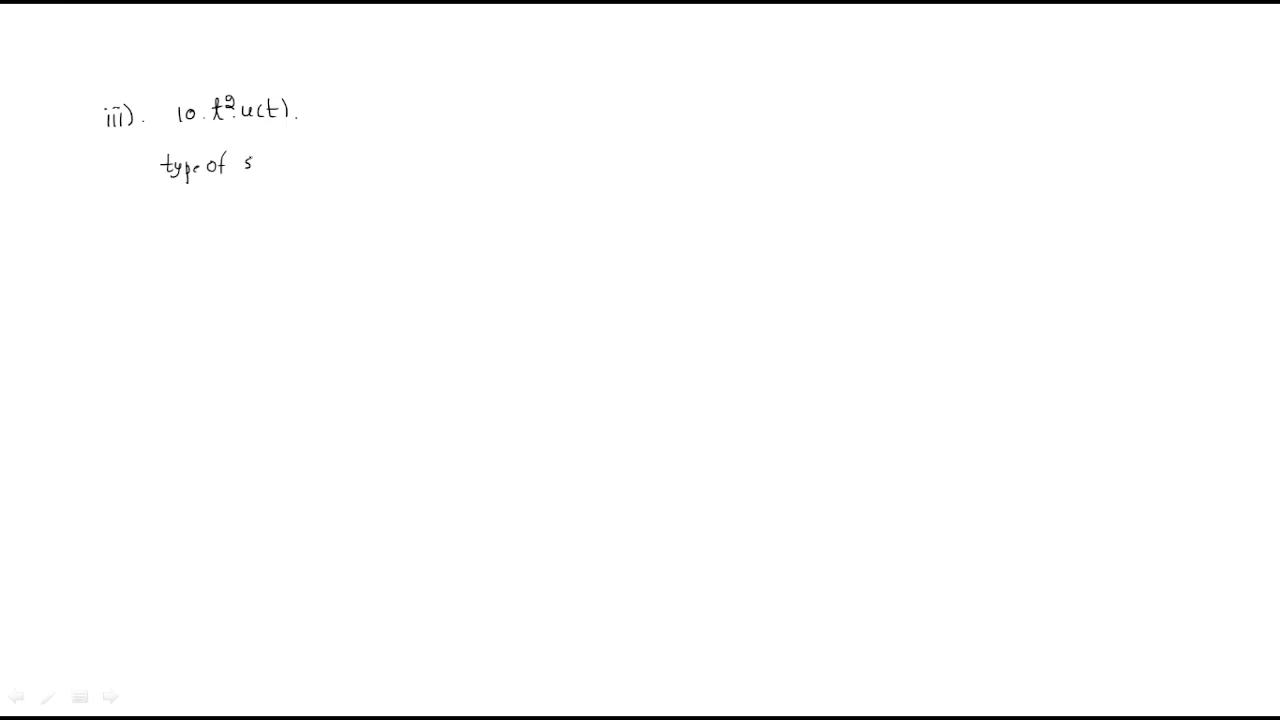 iii). 10. t². u(t).
type of s